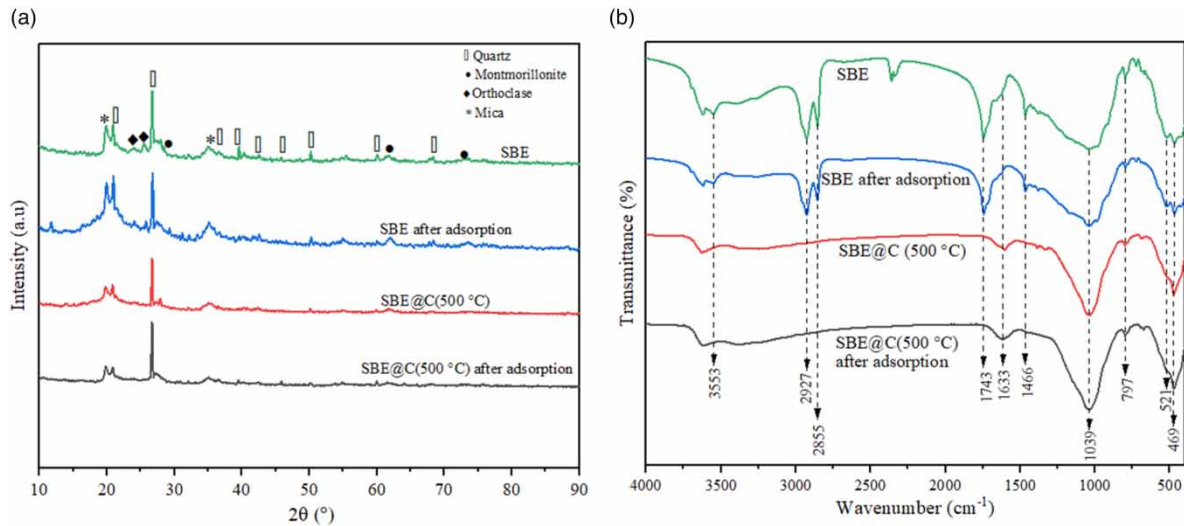 (a)
Quartz
Montmorillonite
Orthoclase
Mica
SBE
SBE after adsorption
SBE@C(500 °C)
SBE@C(500 °C) after adsorption
Intensity (a.u)
10 20 30 40 50 60 70 80 90
2θ (°)
(b)
SBE
SBE after adsorption
SBE@C (500 °C)
SBE@C(500 °C)
after adsorption
3553
2927
2855
1743
1633
1466
1039
797
521
469
Transmittance (%)
4000 3500 3000 2500 2000 1500 1000 500
Wavenumber (cm⁻¹)